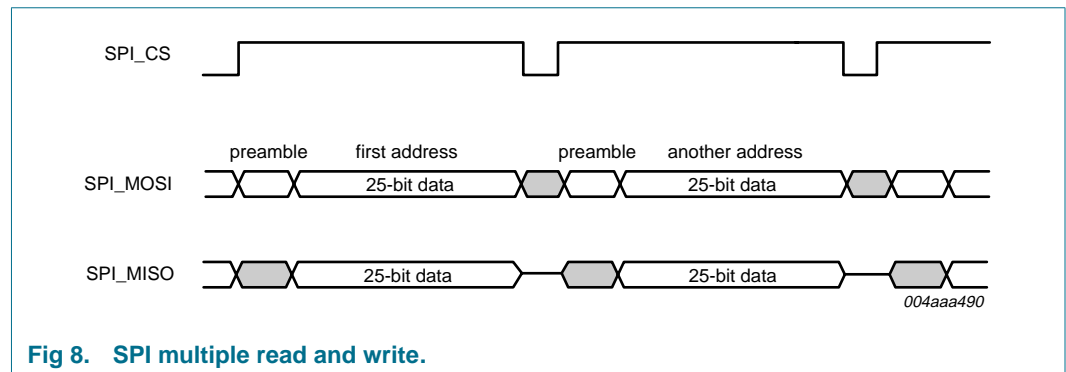 SPI_CS
preamble first address preamble another address
SPI_MOSI 25-bit data 25-bit data
SPI_MISO 25-bit data 25-bit data
004aaa490
Fig 8. SPI multiple read and write.